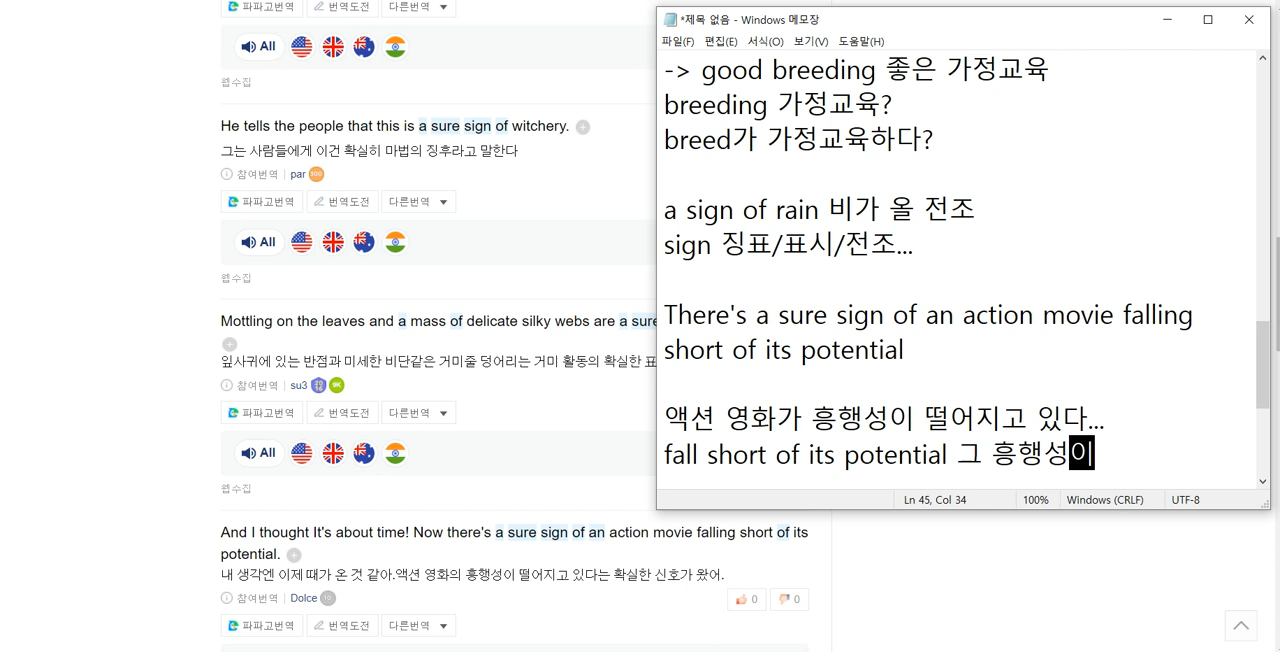 파파고번역 번역도전 다른번역
All
웹수집
He tells the people that this is a sure sign of witchery.
그는 사람들에게 이건 확실히 마법의 징후라고 말한다
참여번역 par 300
파파고번역 번역도전 다른번역
All
웹수집
Mottling on the leaves and a mass of delicate silky webs are a sure
잎사귀에 있는 반점과 미세한 비단같은 거미줄 덩어리는 거미 활동의 확실한 표
참여번역 su3 2016 9K
파파고번역 번역도전 다른번역
All
웹수집
And I thought It's about time! Now there's a sure sign of an action movie falling short of its
potential.
내 생각엔 이제 때가 온 것 같아.액션 영화의 흥행성이 떨어지고 있다는 확실한 신호가 왔어.
참여번역 Dolce
0 0
파파고번역 번역도전 다른번역
*제목 없음 - Windows 메모장
파일(F) 편집(E) 서식(O) 보기(V) 도움말(H)
-> good breeding 좋은 가정교육
breeding 가정교육?
breed가 가정교육하다?
a sign of rain 비가 올 전조
sign 징표/표시/전조...
There's a sure sign of an action movie falling
short of its potential
액션 영화가 흥행성이 떨어지고 있다...
fall short of its potential 그 흥행성이
Ln 45, Col 34 100% Windows (CRLF) UTF-8